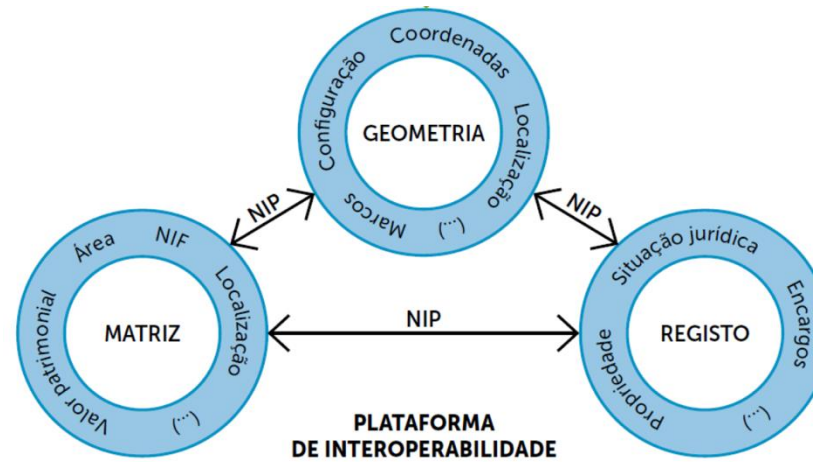 Configuração
Coordenadas
Localização
(...)
Marcos
GEOMETRIA
NIP
NIP
Valor patrimonial
Área
NIF
Localização
(...)
MATRIZ
NIP
Situação jurídica
Encargos
(...)
Propriedade
REGISTO
PLATAFORMA
DE INTEROPERABILIDADE